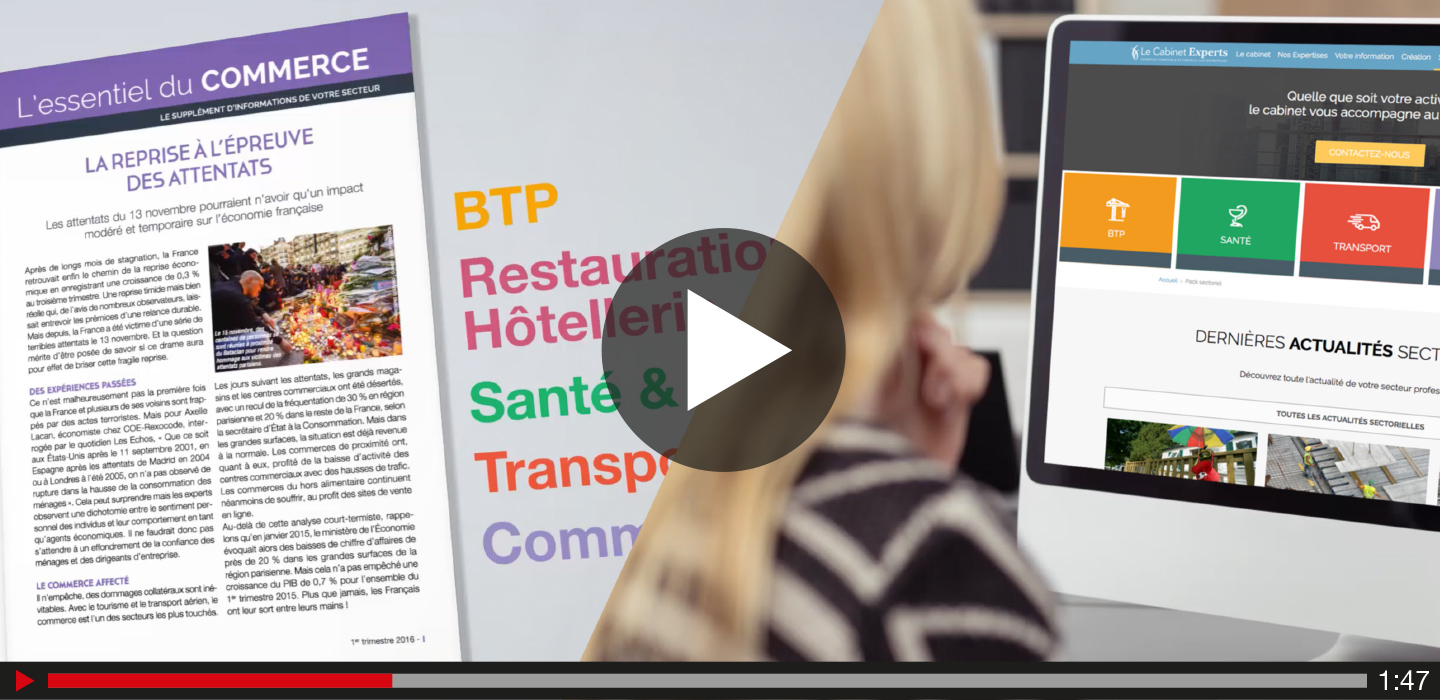 L'essentiel du COMMERCE
LE SUPPLÉMENT D'INFORMATIONS DE VOTRE SECTEUR
LA REPRISE À L'ÉPREUVE
DES ATTENTATS
Les attentats du 13 novembre pourraient n'avoir qu'un impact
modéré et temporaire sur l'économie française
Après de longs mois de stagnation, la France
retrouvait enfin le chemin de la reprise écono-
mique en enregistrant une croissance de 0,3 %
au troisième trimestre. Une reprise timide mais bien
réelle qui, de l'avis de nombreux observateurs, lais-
sait entrevoir les prémices d'une relance durable.
Mais depuis, la France a été victime d'une série de
terribles attentats le 13 novembre. Et la question
mérite d'être posée de savoir si ce drame aura
pour effet de briser cette fragile reprise.
DES EXPÉRIENCES PASSÉES
Ce n'est malheureusement pas la première fois
que la France et plusieurs de ses voisins sont frap-
pés par des actes terroristes. Mais pour Axelle
Lacan, économiste chez COE-Rexocode, inter-
rogée par le quotidien Les Echos, « Que ce soit
aux États-Unis après le 11 septembre 2001, en
Espagne après les attentats de Madrid en 2004
ou à Londres à l'été 2005, on n'a pas observé de
rupture dans la hausse de la consommation des
ménages ». Cela peut surprendre mais les experts
observent une dichotomie entre le sentiment per-
sonnel des individus et leur comportement en tant
qu'agents économiques. Il ne faudrait donc pas
s'attendre à un effondrement de la confiance des
ménages et des dirigeants d'entreprise.
LE COMMERCE AFFECTÉ
Il n'empêche, des dommages collatéraux sont iné-
vitables. Avec le tourisme et le transport aérien, le
commerce est l'un des secteurs les plus touchés.
Le 15 novembre, des
centaines de personnes se
sont réunies à proximité
du Bataclan pour rendre
hommage aux victimes des
attentats parisiens.
Les jours suivant les attentats, les grands maga-
sins et les centres commerciaux ont été désertés,
avec un recul de la fréquentation de 30 % en région
parisienne et 20 % dans le reste de la France, selon
la secrétaire d'État à la Consommation. Mais dans
les grandes surfaces, la situation est déjà revenue
à la normale. Les commerces de proximité ont,
quant à eux, profité de la baisse d'activité des
centres commerciaux avec des hausses de trafic.
Les commerces du hors alimentaire continuent
néanmoins de souffrir, au profit des sites de vente
en ligne.
Au-delà de cette analyse court-termiste, rappe-
lons qu'en janvier 2015, le ministère de l'Économie
évoquait alors des baisses de chiffre d'affaires de
près de 20 % dans les grandes surfaces de la
région parisienne. Mais cela n'a pas empêché une
croissance du PIB de 0,7 % pour l'ensemble du
1er trimestre 2015. Plus que jamais, les Français
ont leur sort entre leurs mains !
1er trimestre 2016 - I
BTP
Restauratio
Hôtelleri
Santé &
Transpo
Comm
Le Cabinet Experts
Le cabinet Nos Expertises Votre information Création
Quelle que soit votre activ
le cabinet vous accompagne au
CONTACTEZ-NOUS
BTP
SANTÉ
TRANSPORT
Accueil > Pack sectoriel
DERNIÈRES ACTUALITÉS SECT
Découvrez toute l'actualité de votre secteur profes
TOUTES LES ACTUALITÉS SECTORIELLES
1:47